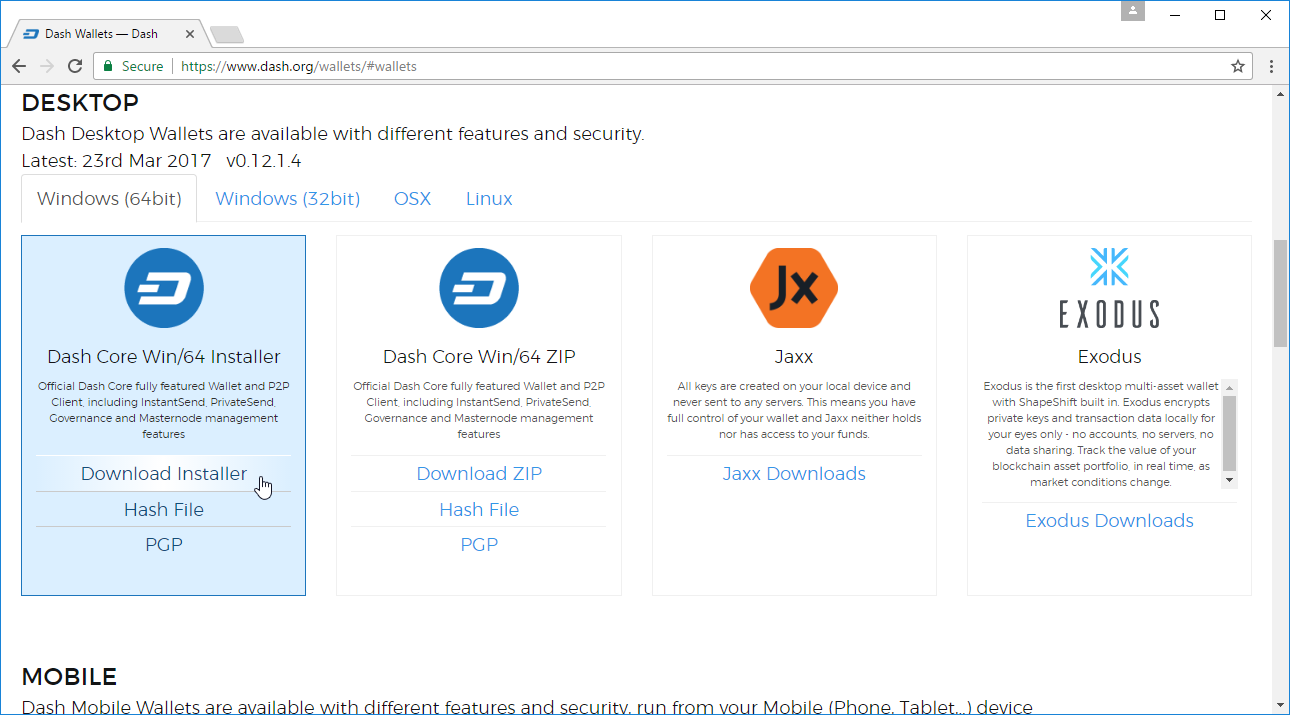 Dash Wallets — Dash
Secure
https://www.dash.org/wallets/#wallets
DESKTOP
Dash Desktop Wallets are available with different features and security.
Latest: 23rd Mar 2017 v0.12.1.4
Windows (64bit)
Windows (32bit)
OSX
Linux
Dash Core Win/64 Installer
Official Dash Core fully featured Wallet and P2P
Client, including InstantSend, PrivateSend,
Governance and Masternode management
features
Download Installer
Hash File
PGP
Dash Core Win/64 ZIP
Official Dash Core fully featured Wallet and P2P
Client, including InstantSend, PrivateSend,
Governance and Masternode management
features
Download ZIP
Hash File
PGP
Jx
Jaxx
All keys are created on your local device and
never sent to any servers. This means you have
full control of your wallet and Jaxx neither holds
nor has access to your funds.
Jaxx Downloads
EXODUS
Exodus
Exodus is the first desktop multi-asset wallet
with ShapeShift built in. Exodus encrypts
private keys and transaction data locally for
your eyes only - no accounts, no servers, no
data sharing. Track the value of your
blockchain asset portfolio, in real time, as
market conditions change.
Exodus Downloads
MOBILE
Dash Mobile Wallets are available with different features and security, run from your Mobile (Phone, Tablet...) device